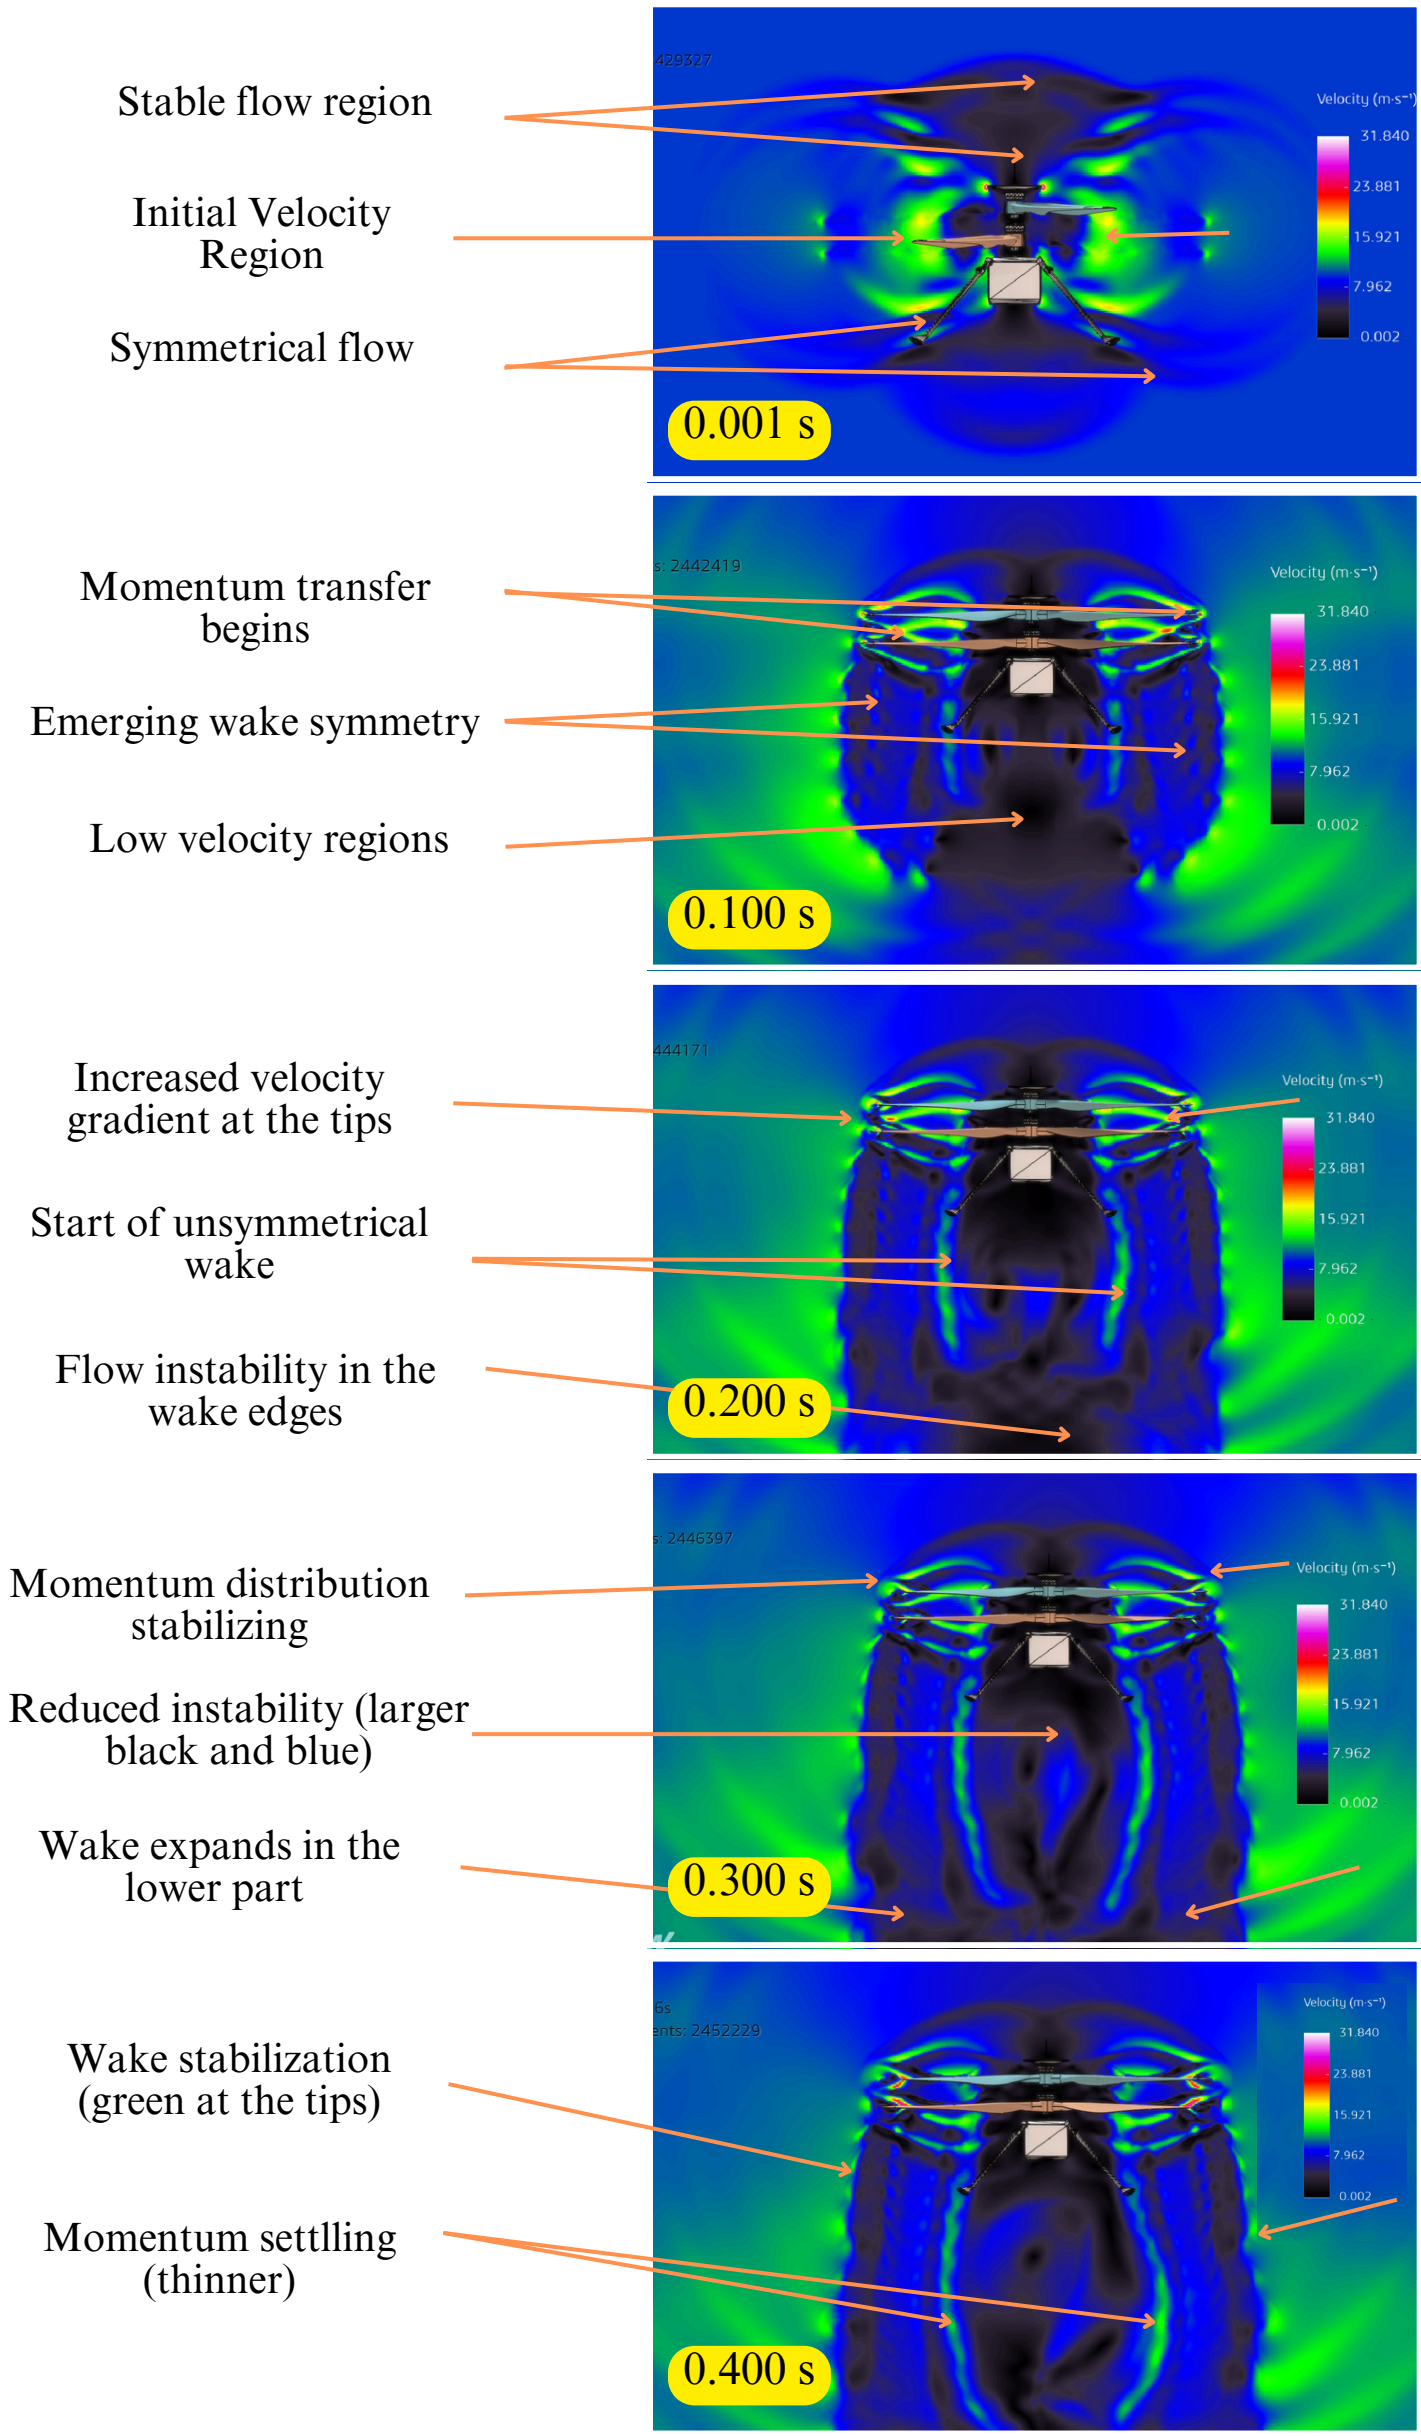 Stable flow region
Initial Velocity
Region
Symmetrical flow
429327
Velocity (m·s⁻¹)
31.840
23.881
15.921
7.962
0.002
0.001 s
Momentum transfer
begins
Emerging wake symmetry
Low velocity regions
s: 2442419
Velocity (m·s⁻¹)
31.840
23.881
15.921
7.962
0.002
0.100 s
Increased velocity
gradient at the tips
Start of unsymmetrical
wake
Flow instability in the
wake edges
444171
Velocity (m·s⁻¹)
31.840
23.881
15.921
7.962
0.002
0.200 s
Momentum distribution
stabilizing
Reduced instability (larger
black and blue)
Wake expands in the
lower part
s: 2446397
Velocity (m·s⁻¹)
31.840
23.881
15.921
7.962
0.002
0.300 s
Wake stabilization
(green at the tips)
Momentum settlling
(thinner)
6s
ents: 2452229
Velocity (m·s⁻¹)
31.840
23.881
15.921
7.962
0.002
0.400 s